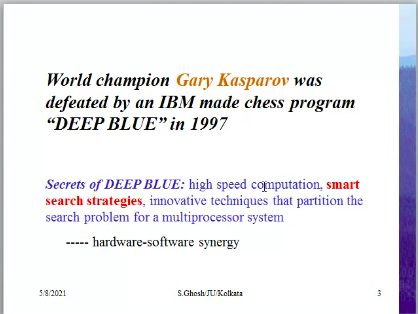 World champion Gary Kasparov was
defeated by an IBM made chess program
“DEEP BLUE” in 1997
Secrets of DEEP BLUE: high speed computation, smart
search strategies, innovative techniques that partition the
search problem for a multiprocessor system
----- hardware-software synergy
5/8/2021 S.Ghosh/JU/Kolkata 3